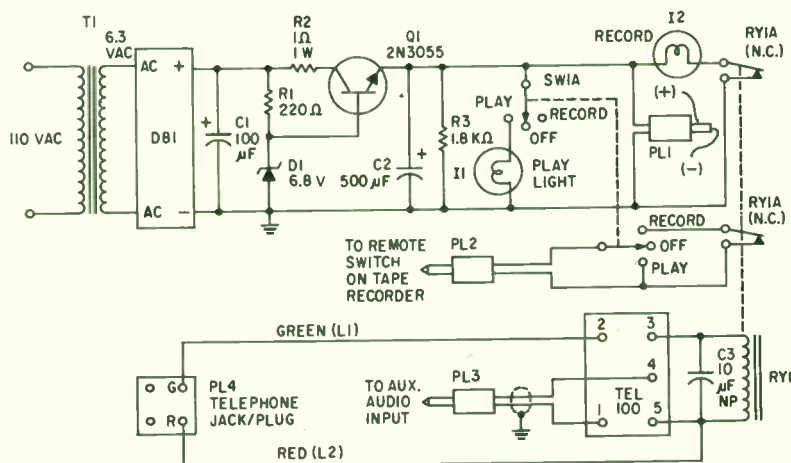 T1
6.3
VAC
110 VAC
AC +
DB1
AC -
+
C1
100
µF
R2
1Ω
1 W
R1
220 Ω
D1
6.8 V
Q1
2N3055
C2
500 µF
+
R3
1.8 KΩ
I1
PLAY
LIGHT
PLAY
SW1A
RECORD
OFF
I2
RECORD
RY1A
(N.C.)
(+)
PL1
(-)
RY1A
(N.C.)
RECORD
OFF
PLAY
TO REMOTE
SWITCH
ON TAPE
RECORDER
PL2
GREEN (L1)
G
R
PL4
TELEPHONE
JACK/PLUG
TO AUX.
AUDIO
INPUT
PL3
2 3
4
TEL
100
1 5
C3
10
µF
NP
RY1
RED (L2)